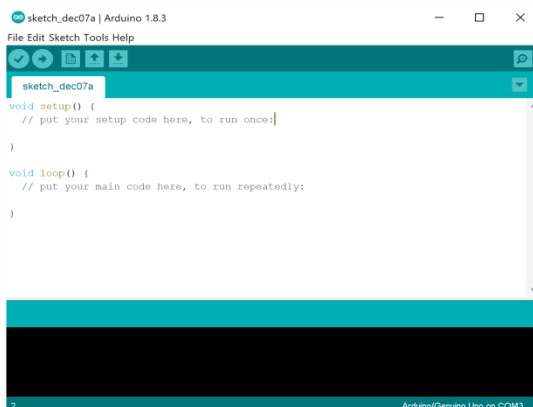 sketch_dec07a | Arduino 1.8.3
File Edit Sketch Tools Help
sketch_dec07a
void setup() {
// put your setup code here, to run once:
}
void loop() {
// put your main code here, to run repeatedly:
}
2
Arduino/Genuino Uno on COM3